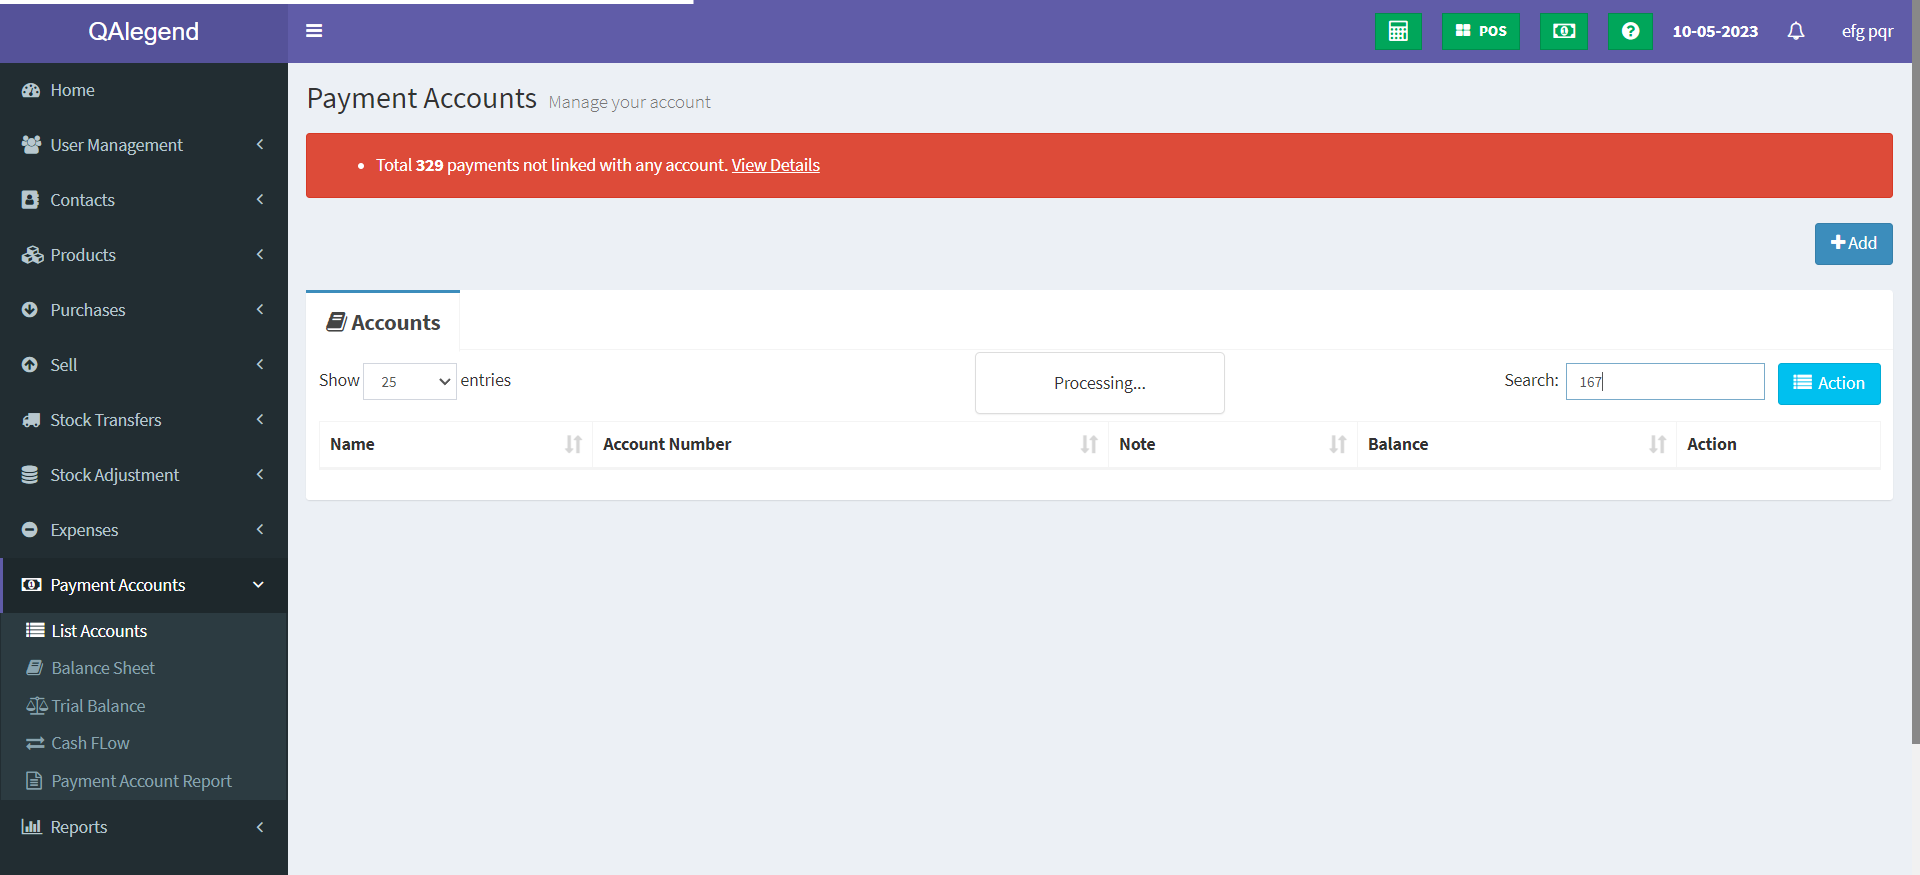 QAlegend
POS
10-05-2023
efg pqr
Home
User Management
Contacts
Products
Purchases
Sell
Stock Transfers
Stock Adjustment
Expenses
Payment Accounts
List Accounts
Balance Sheet
Trial Balance
Cash FLow
Payment Account Report
Reports
Payment Accounts Manage your account
Total 329 payments not linked with any account. View Details
Add
Accounts
Show 25 entries
Processing...
Search: 167
Action
Name Account Number Note Balance Action